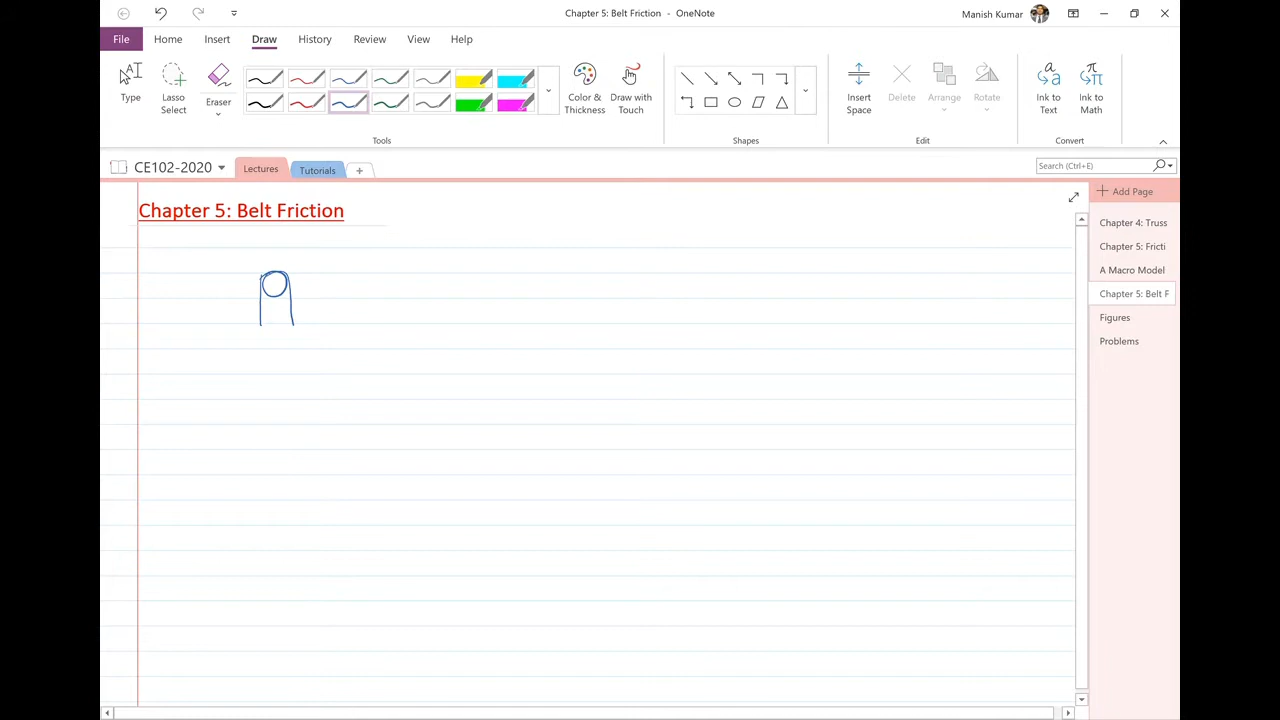 Chapter 5: Belt Friction - OneNote
Manish Kumar
File Home Insert Draw History Review View Help
Type
Lasso Select
Eraser
Color & Thickness
Draw with Touch
Insert Space
Delete
Arrange
Rotate
Ink to Text
Ink to Math
Tools
Shapes
Edit
Convert
CE102-2020
Lectures
Tutorials
+
Search (Ctrl+E)
Add Page
Chapter 5: Belt Friction
Chapter 4: Truss
Chapter 5: Fricti
A Macro Model
Chapter 5: Belt F
Figures
Problems